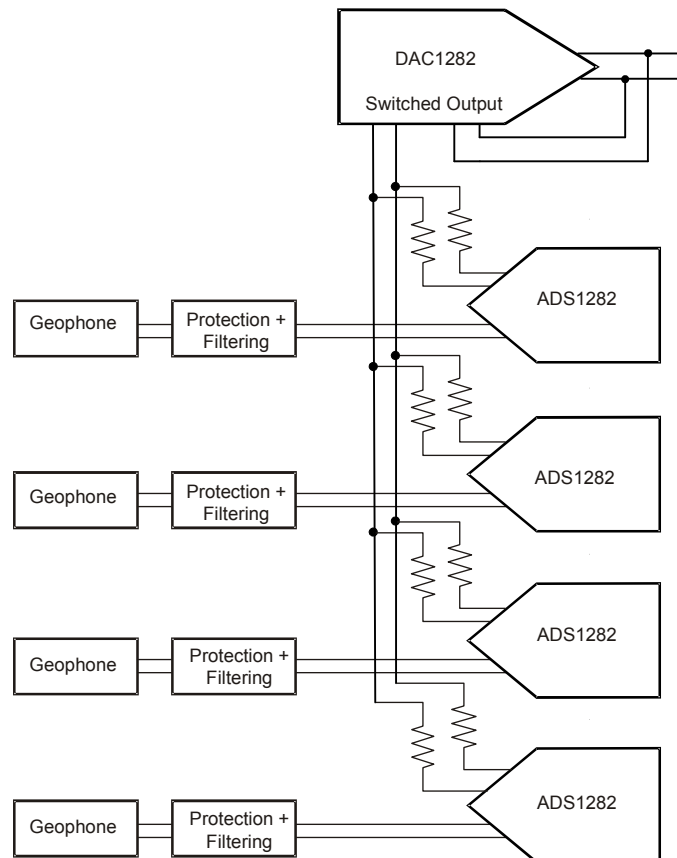 DAC1282
Switched Output
ADS1282
Geophone
Protection +
Filtering
ADS1282
Geophone
Protection +
Filtering
ADS1282
Geophone
Protection +
Filtering
ADS1282
Geophone
Protection +
Filtering